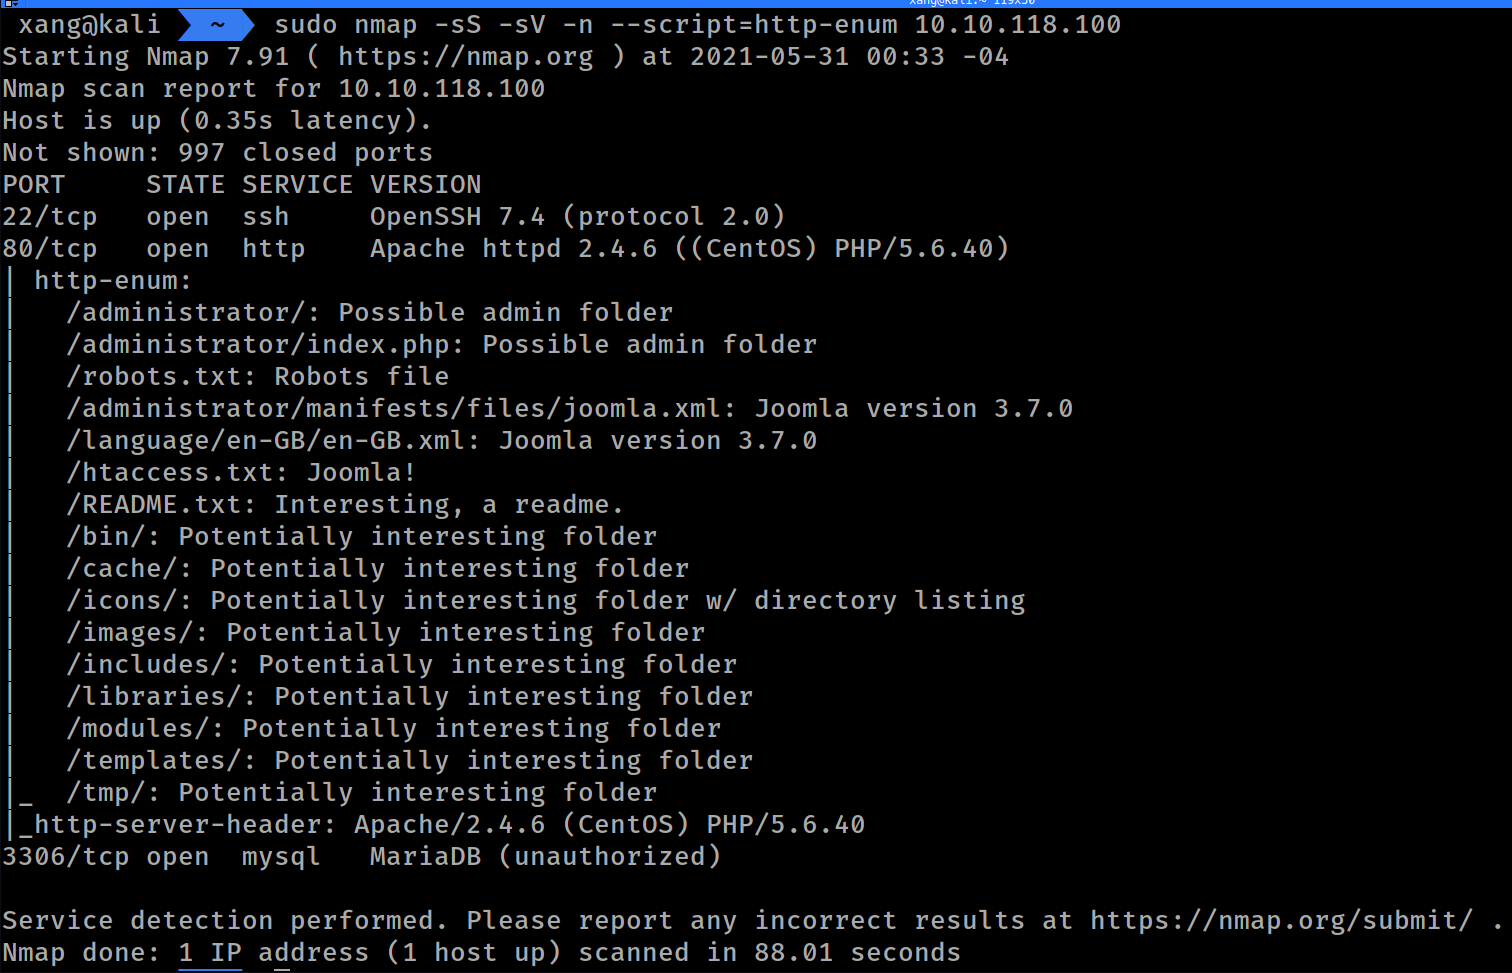 xang@kali:~ 119x30
xang@kali ~ sudo nmap -sS -sV -n --script=http-enum 10.10.118.100
Starting Nmap 7.91 ( https://nmap.org ) at 2021-05-31 00:33 -04
Nmap scan report for 10.10.118.100
Host is up (0.35s latency).
Not shown: 997 closed ports
PORT     STATE SERVICE VERSION
22/tcp   open  ssh     OpenSSH 7.4 (protocol 2.0)
80/tcp   open  http    Apache httpd 2.4.6 ((CentOS) PHP/5.6.40)
| http-enum:
|   /administrator/: Possible admin folder
|   /administrator/index.php: Possible admin folder
|   /robots.txt: Robots file
|   /administrator/manifests/files/joomla.xml: Joomla version 3.7.0
|   /language/en-GB/en-GB.xml: Joomla version 3.7.0
|   /htaccess.txt: Joomla!
|   /README.txt: Interesting, a readme.
|   /bin/: Potentially interesting folder
|   /cache/: Potentially interesting folder
|   /icons/: Potentially interesting folder w/ directory listing
|   /images/: Potentially interesting folder
|   /includes/: Potentially interesting folder
|   /libraries/: Potentially interesting folder
|   /modules/: Potentially interesting folder
|   /templates/: Potentially interesting folder
|_  /tmp/: Potentially interesting folder
|_http-server-header: Apache/2.4.6 (CentOS) PHP/5.6.40
3306/tcp open  mysql   MariaDB (unauthorized)
Service detection performed. Please report any incorrect results at https://nmap.org/submit/ .
Nmap done: 1 IP address (1 host up) scanned in 88.01 seconds